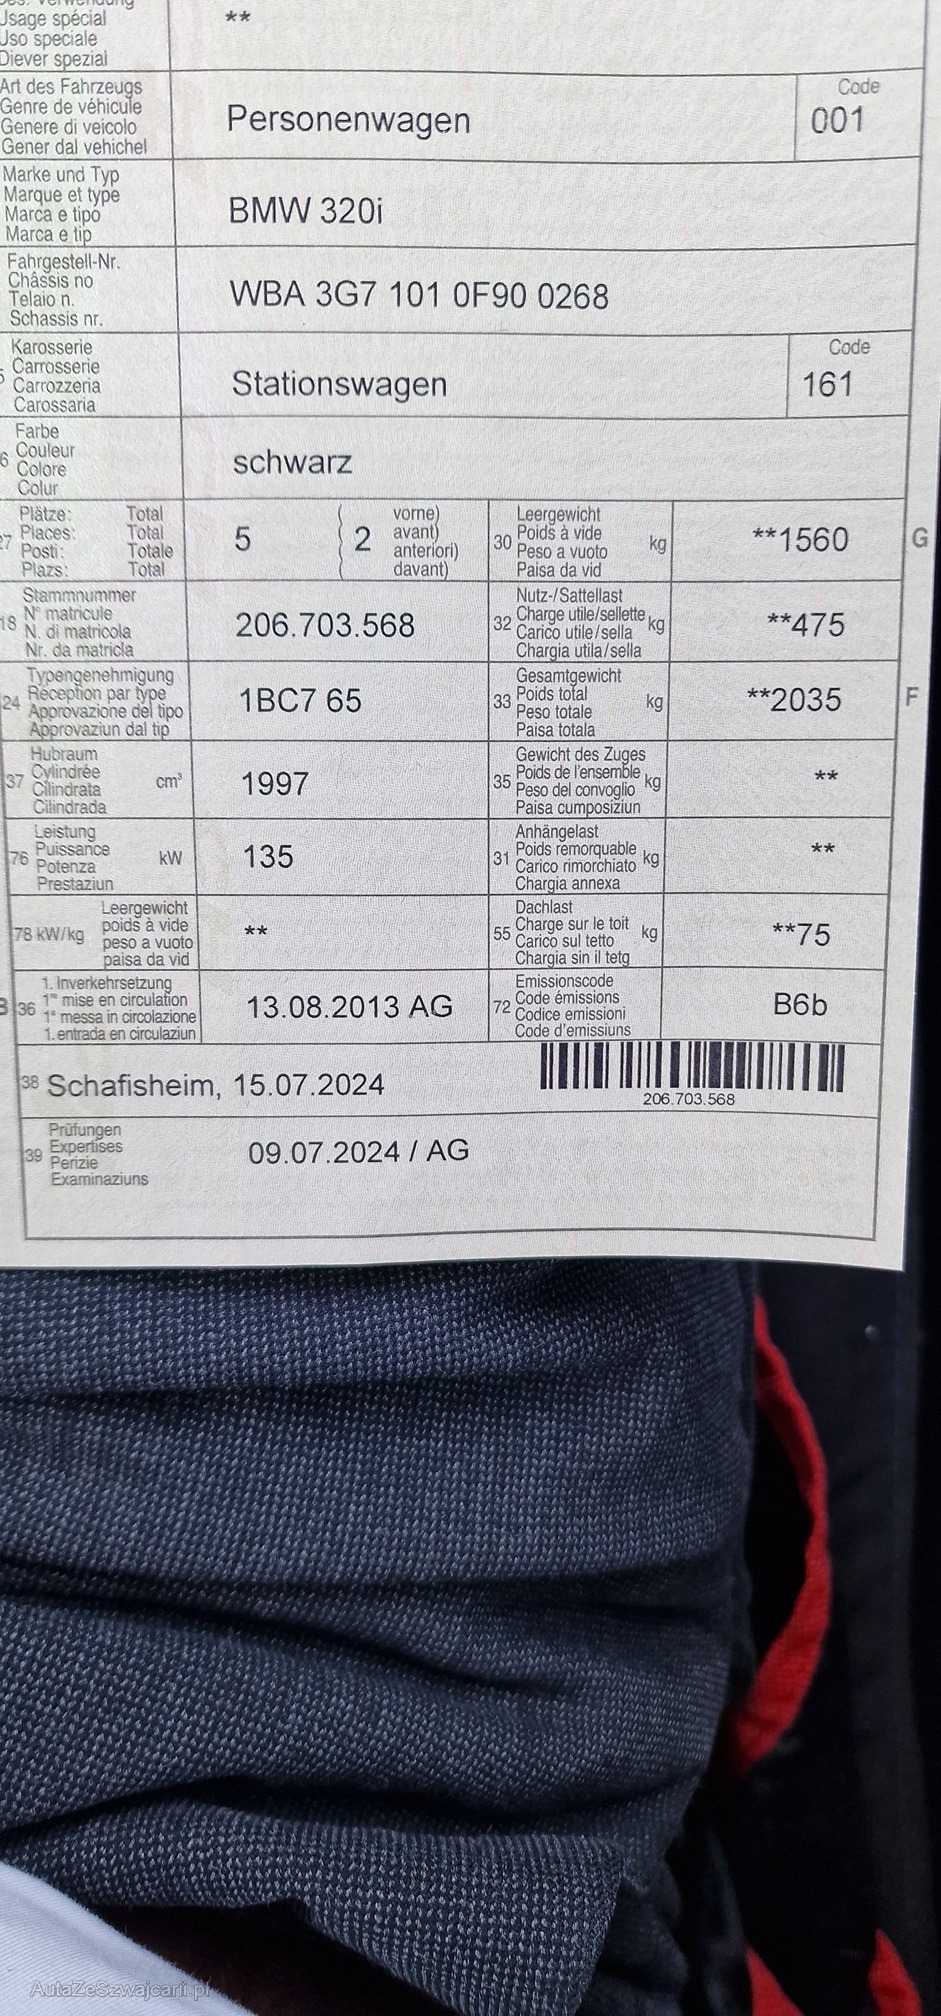 Usage spécial
Uso speciale
Diever spezial
**
Art des Fahrzeugs
Genre de véhicule
Genere di veicolo
Gener dal vehichel
Personenwagen
Code
001
Marke und Typ
Marque et type
Marca e tipo
Marca e tip
BMW 320i
Fahrgestell-Nr.
Châssis no
Telaio n.
Schassis nr.
WBA 3G7 101 0F90 0268
Karosserie
Carrosserie
Carrozzeria
Carossaria
Stationswagen
Code
161
Farbe
Couleur
Colore
Colur
6
schwarz
27
Plätze: Total
Places: Total
Posti: Totale
Plazs: Total
5
( 2
vorne)
avant)
anteriori)
davant)
30
Leergewicht
Poids à vide
Peso a vuoto
Paisa da vid
kg
**1560
G
18
Stammnummer
N° matricule
N. di matricola
Nr. da matricla
206.703.568
32
Nutz-/Sattellast
Charge utile/sellette
Carico utile/sella
Chargia utila/sella
kg
**475
24
Typengenehmigung
Réception par type
Approvazione del tipo
Approvaziun dal tip
1BC7 65
33
Gesamtgewicht
Poids total
Peso totale
Paisa totala
kg
**2035
F
37
Hubraum
Cylindrée
Cilindrata
Cilindrada
cm³
1997
35
Gewicht des Zuges
Poids de l'ensemble
Peso del convoglio
Paisa cumposiziun
kg
**
76
Leistung
Puissance
Potenza
Prestaziun
kW
135
31
Anhängelast
Poids remorquable
Carico rimorchiato
Chargia annexa
kg
**
78 kW/kg
Leergewicht
poids à vide
peso a vuoto
paisa da vid
**
55
Dachlast
Charge sur le toit
Carico sul tetto
Chargia sin il tetg
kg
**75
B 36
1. Inverkehrsetzung
1re mise en circulation
1a messa in circolazione
1. entrada en circulaziun
13.08.2013 AG
72
Emissionscode
Code émissions
Codice emissioni
Code d'emissiuns
B6b
38 Schafisheim, 15.07.2024
206.703.568
39
Prüfungen
Expertises
Perizie
Examinaziuns
09.07.2024 / AG
AutaZeSzwajcarii.pl